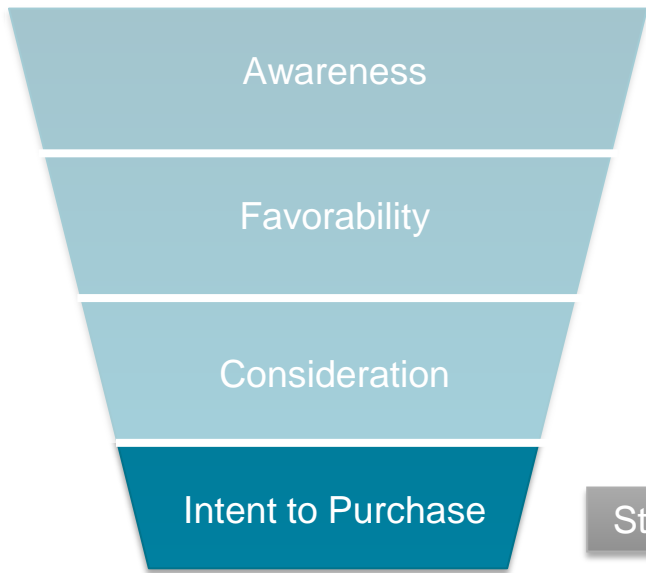 Awareness
Favorability
Consideration
Intent to Purchase
St